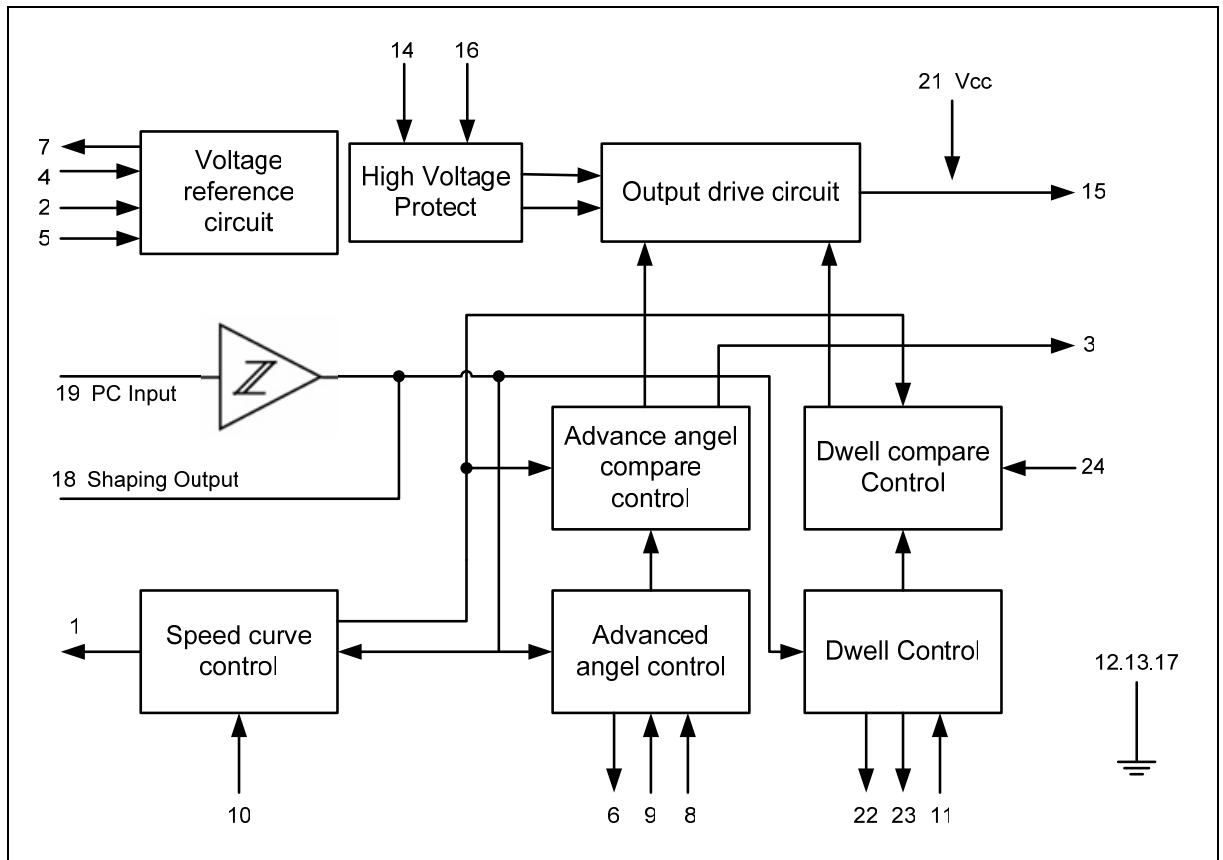 14
16
21 Vcc
7
4
2
5
Voltage
reference
circuit
High Voltage
Protect
Output drive circuit
15
3
19 PC Input
18 Shaping Output
Advance angel
compare
control
Dwell compare
Control
24
1
Speed curve
control
Advanced
angel control
Dwell Control
12.13.17
10
6
9
8
22
23
11